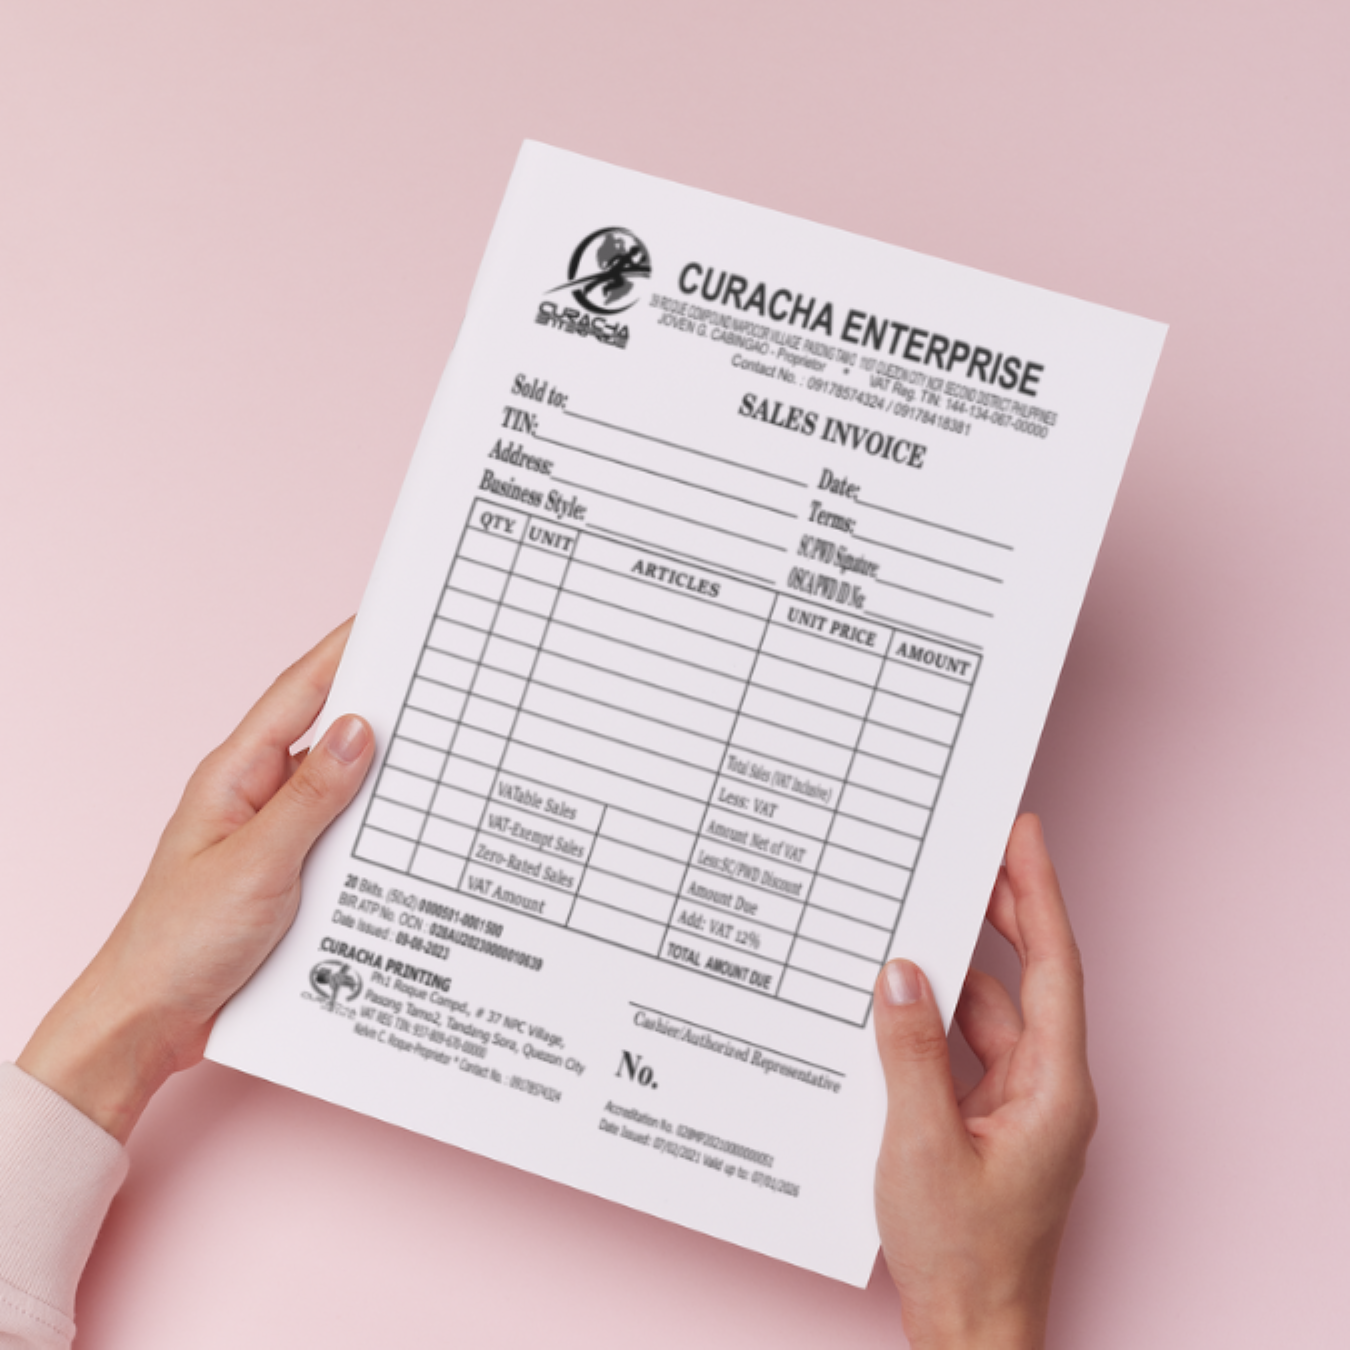 CURACHA
CURACHA ENTERPRISE
39 ROQUE COMPOUND NAPOCOR VILLAGE PASONG TAMO 1107 QUEZON CITY NCR SECOND DISTRICT PHILIPPINES
JOVEN G. CABINGAO - Proprietor * VAT Reg. TIN: 144-134-067-00000
Contact No. : 09178574324 / 09178418381
SALES INVOICE
Sold to:
TIN:
Address:
Business Style:
Date:
Terms:
SC/PWD Signature:
OSCA/PWD ID No.
QTY. UNIT ARTICLES UNIT PRICE AMOUNT
Total Sales (VAT Inclusive)
Less: VAT
VATable Sales Amount Net of VAT
VAT-Exempt Sales Less:SC/PWD Discount
Zero-Rated Sales Amount Due
VAT Amount Add: VAT 12%
TOTAL AMOUNT DUE
20 Bklts. (50x2) 0000501-0001500
BIR ATP No. OCN : 028AU20230000010639
Date Issued : 09-08-2023
CURACHA PRINTING
Ph1 Roque Compd., # 37 NPC Village,
Pasong Tamo2, Tandang Sora, Quezon City
VAT REG TIN: 937-809-670-00000
Kelvin C. Roque-Proprietor * Contact No. : 09178574324
Cashier/Authorized Representative
No.
Accreditation No. 028MP20210000000051
Date Issued: 07/02/2021 Valid up to: 07/01/2026